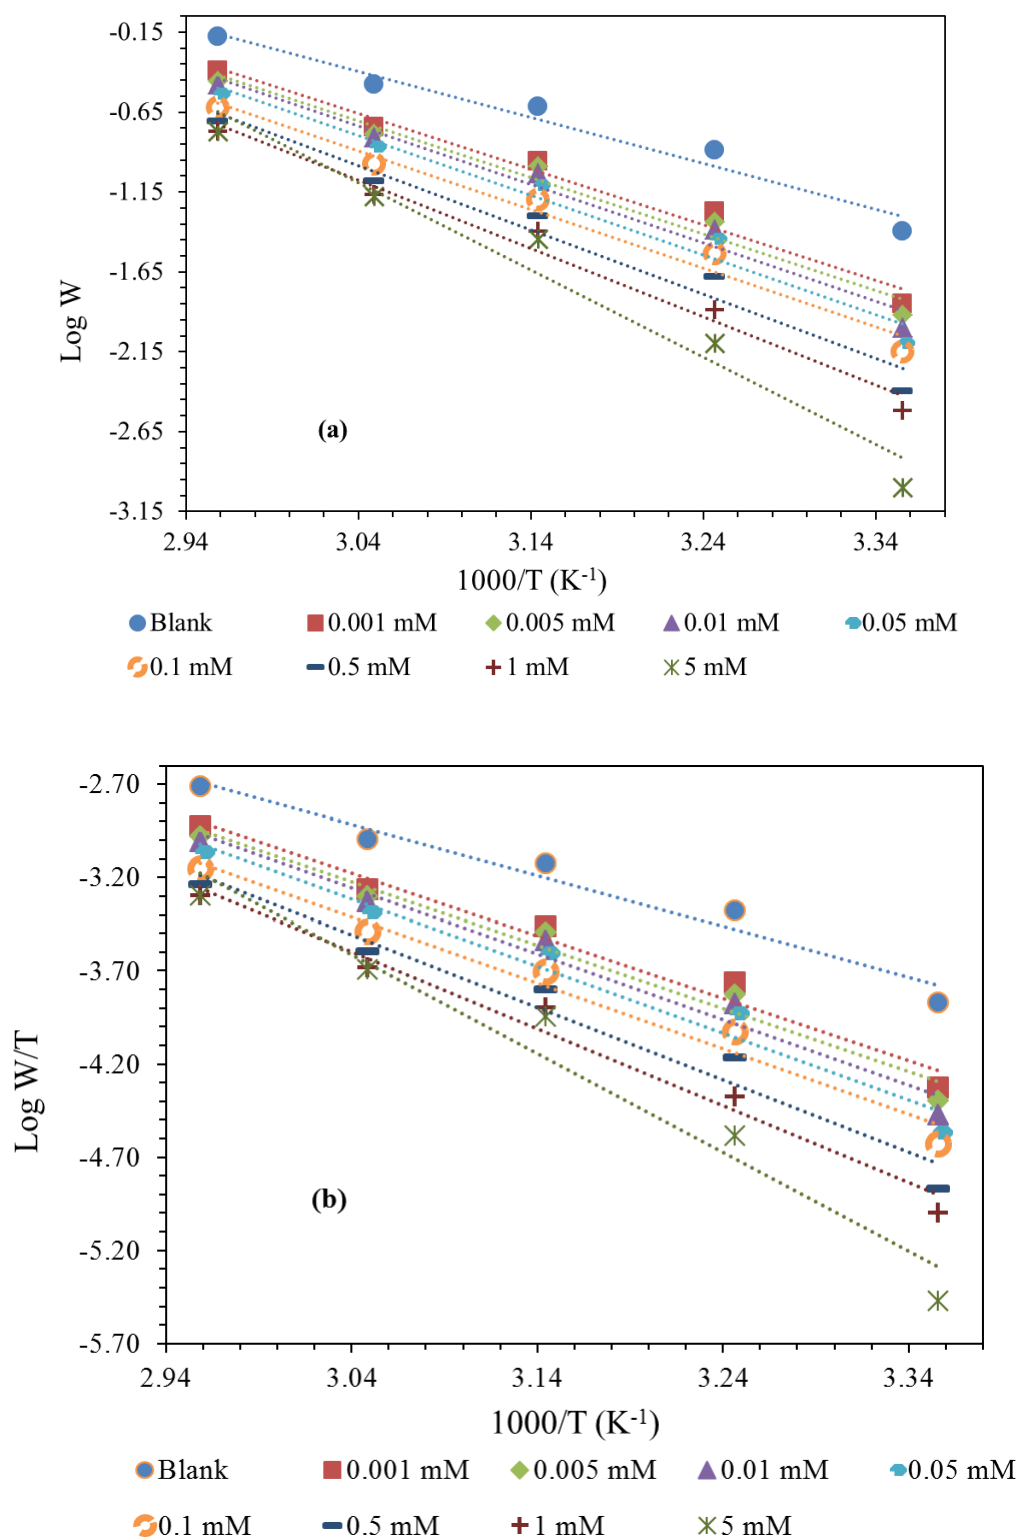 -0.15
-0.65
-1.15
-1.65
-2.15
-2.65
-3.15
Log W
(a)
2.94 3.04 3.14 3.24 3.34
1000/T (K-1)
Blank 0.001 mM 0.005 mM 0.01 mM 0.05 mM
0.1 mM 0.5 mM 1 mM 5 mM
-2.70
-3.20
-3.70
-4.20
-4.70
-5.20
-5.70
Log W/T
(b)
2.94 3.04 3.14 3.24 3.34
1000/T (K-1)
Blank 0.001 mM 0.005 mM 0.01 mM 0.05 mM
0.1 mM 0.5 mM 1 mM 5 mM